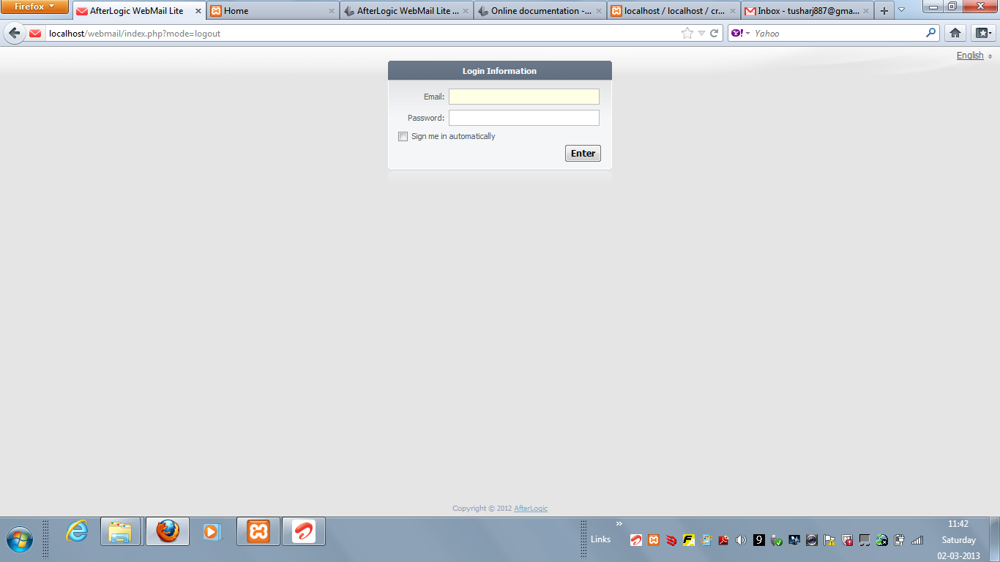 Firefox
AfterLogic WebMail Lite
Home
AfterLogic WebMail Lite ...
Online documentation -...
localhost / localhost / cr...
Inbox - tusharj887@gma...
localhost/webmail/index.php?mode=logout
Yahoo
English
Login Information
Email:
Password:
Sign me in automatically
Enter
Copyright © 2012 AfterLogic
Links
»
9
11:42
Saturday
02-03-2013